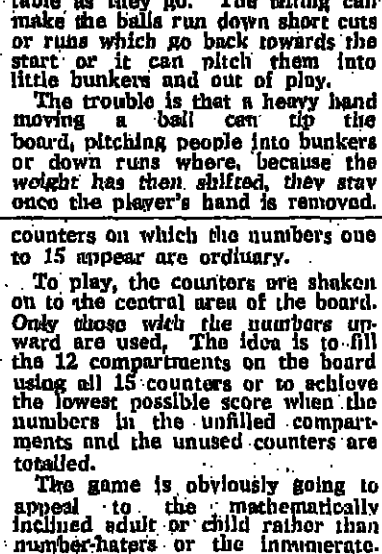 table as they go. The tilting can
make the balls run down short cuts
or runs which go back towards the
start or it can pitch them into
little bunkers and out of play.
The trouble is that a heavy hand
moving a ball can tip the
board, pitching people into bunkers
or down runs where, because the
weight has then shifted, they stay
once the player's hand is removed.
counters on which the numbers one
to 15 appear are ordinary.
To play, the counters are shaken
on to the central area of the board.
Only those with the numbers up-
ward are used. The idea is to fill
the 12 compartments on the board
using all 15 counters or to achieve
the lowest possible score when the
numbers in the unfilled compart-
ments and the unused counters are
totalled.
The game is obviously going to
appeal to the mathematically
inclined adult or child rather than
number-haters or the innumerate.